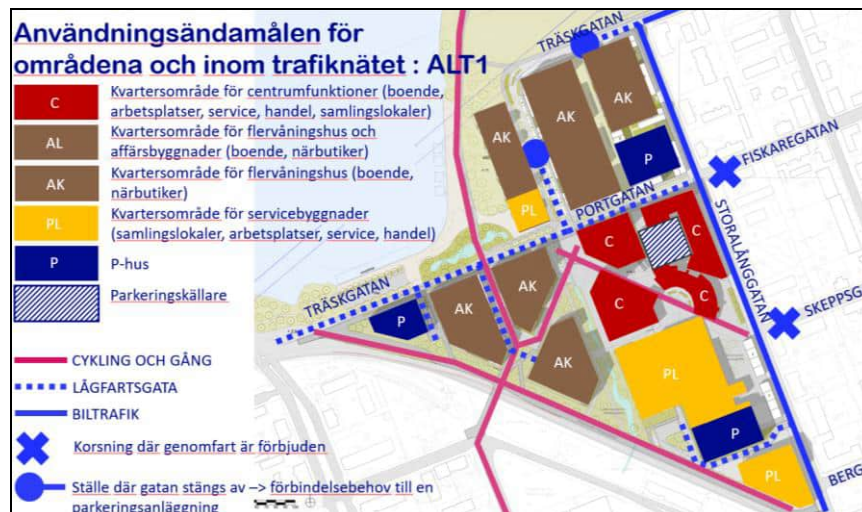 Användningsändamålen för
områdena och inom trafiknätet : ALT1
C
Kvartersområde för centrumfunktioner (boende,
arbetsplatser, service, handel, samlingslokaler)
AL
Kvartersområde för flervåningshus och
affärsbyggnader (boende, närbutiker)
AK
Kvartersområde för flervåningshus (boende,
närbutiker)
PL
Kvartersområde för servicebyggnader
(samlingslokaler, arbetsplatser, service, handel)
P
P-hus
Parkeringskällare
CYKLING OCH GÅNG
LÅGFARTSGATA
BILTRAFIK
Korsning där genomfart är förbjuden
Ställe där gatan stängs av –> förbindelsebehov till en
parkeringsanläggning
TRÄSKGATAN
AK
AK
AK
P
PL
FISKAREGATAN
PORTGATAN
STORALÅNGGATAN
C
C
C
C
SKEPPSG
TRÄSKGATAN
P
AK
AK
AK
PL
P
PL
BERG